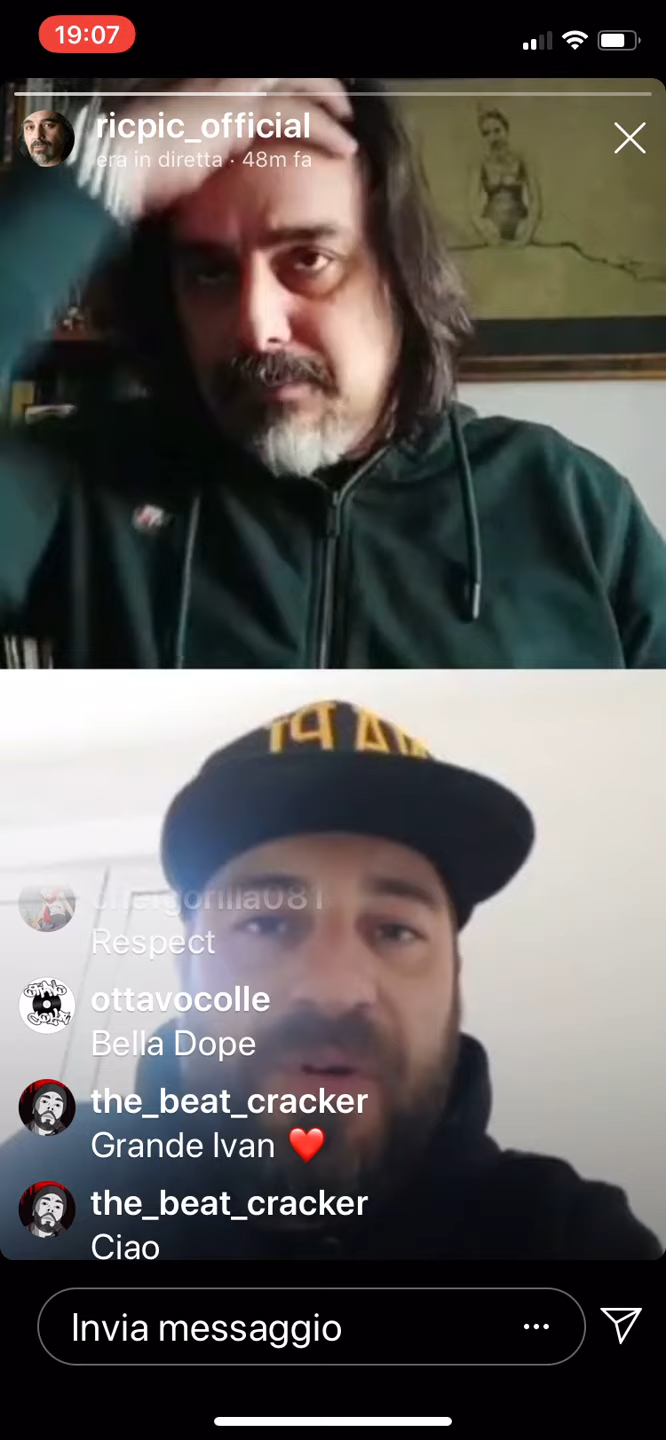 19:07
ricpic_official
era in diretta · 48m fa
chefgorilla081
Respect
ottavocolle
Bella Dope
the_beat_cracker
Grande Ivan ❤️
the_beat_cracker
Ciao
Invia messaggio